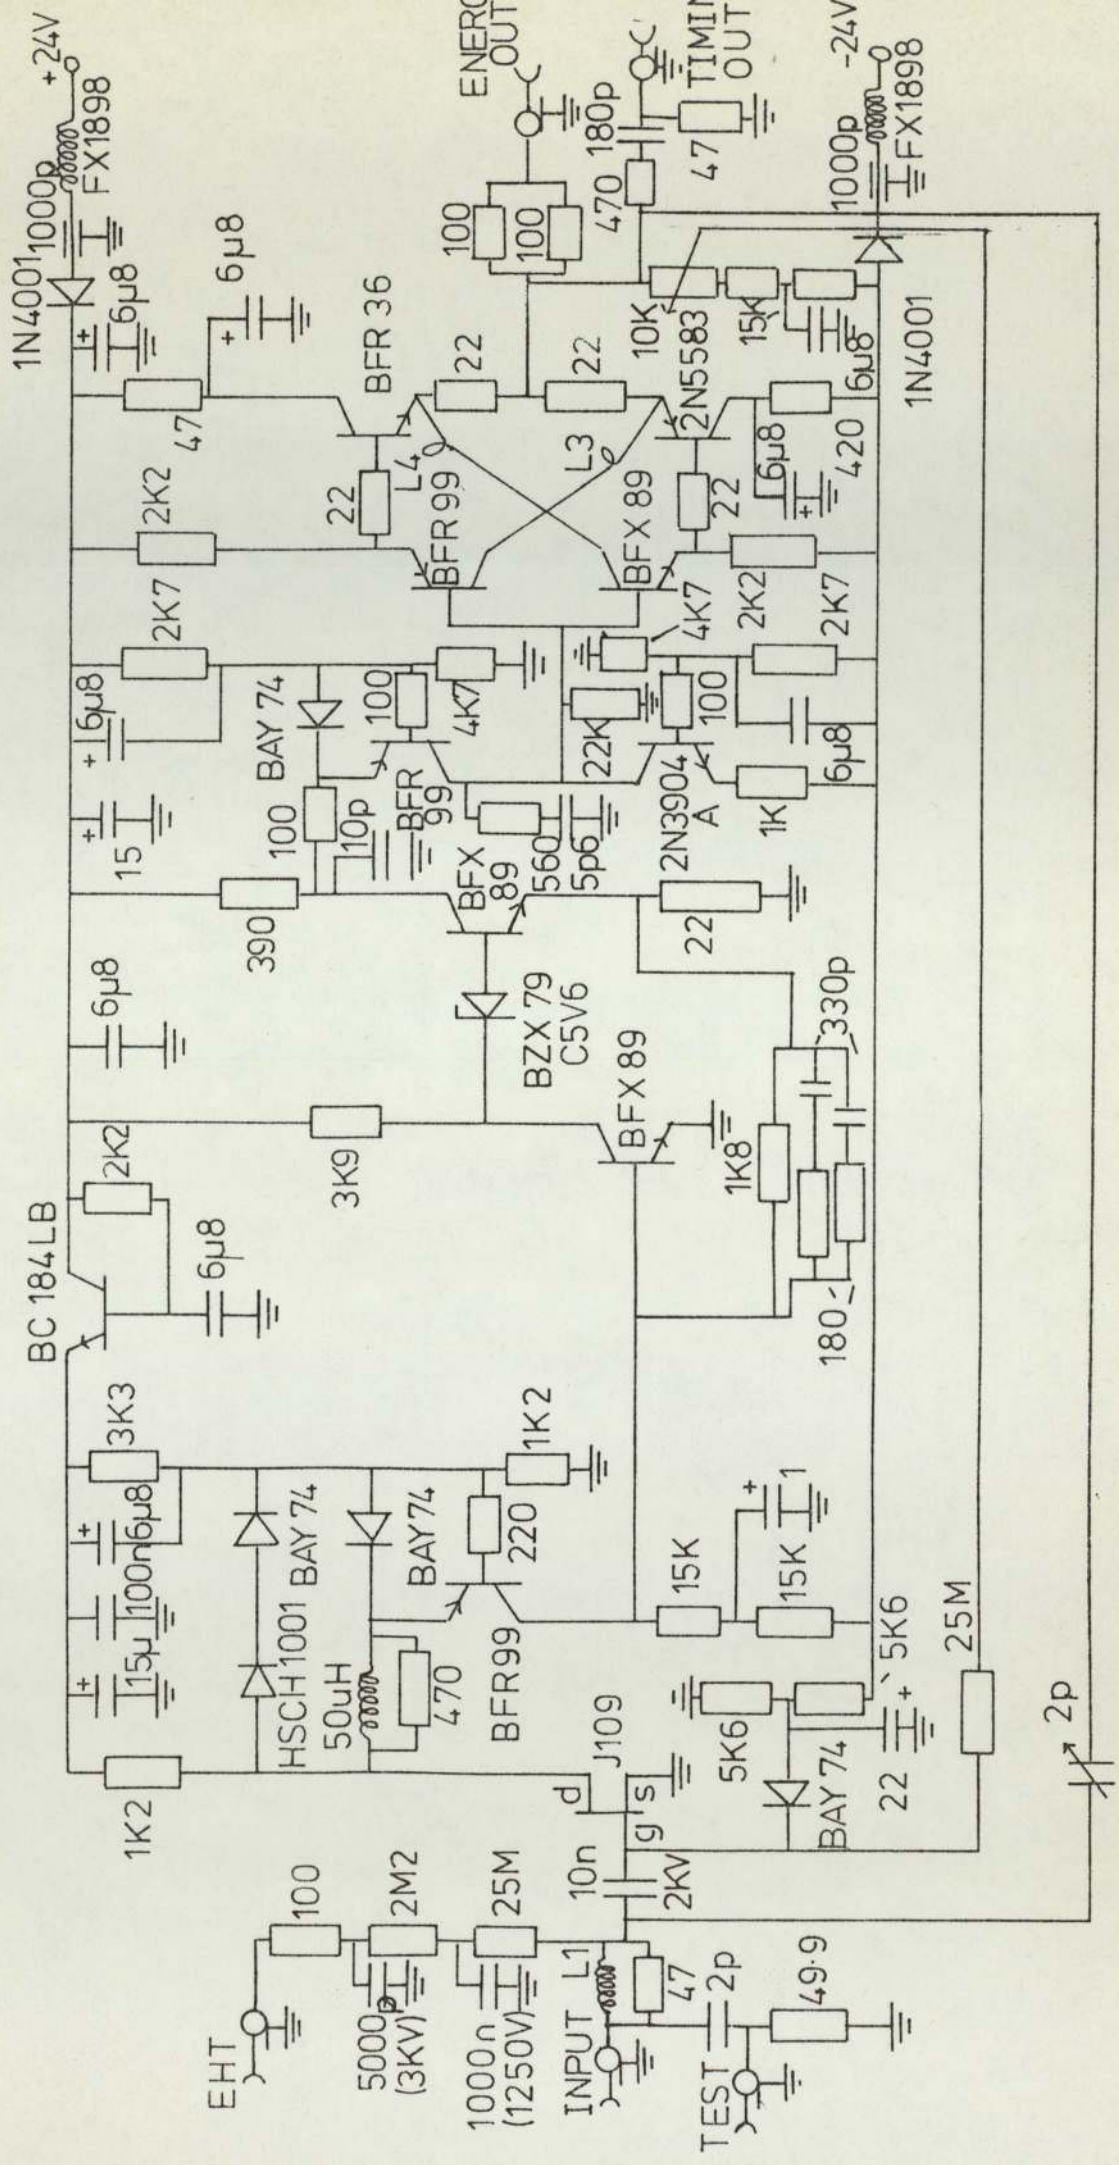 EHT
100
2M2
5000p
(3KV)
25M
1000n
(1250V)
INPUT
L1
47
2p
TEST
49·9
10n
2KV
1K2
15µ
100n
6µ8
3K3
HSCH1001
BAY 74
50uH
470
BAY74
220
1K2
BFR99
J109
d
g
s
15K
15K
1
5K6
5K6
BAY 74
22
25M
2p
BC 184LB
2K2
6µ8
6µ8
3K9
BZX 79
C5V6
BFX 89
1K8
180
330p
390
15
6µ8
2K7
BAY 74
100
10p
100
BFR
99
4K7
BFX
89
560
5p6
22
22K
4K7
100
2N3904
A
1K
6µ8
2K7
2K2
47
6µ8
22
BFR 36
BFR99
L4
L3
BFX 89
22
22
22
2N5583
2K2
6µ8
420
10K
15K
6µ8
100
100
470
180p
47
ENERG
OUT
TIMIN
OUT
1N4001
1000p
+24V
FX1898
6µ8
1N4001
1000p
-24V
FX1898